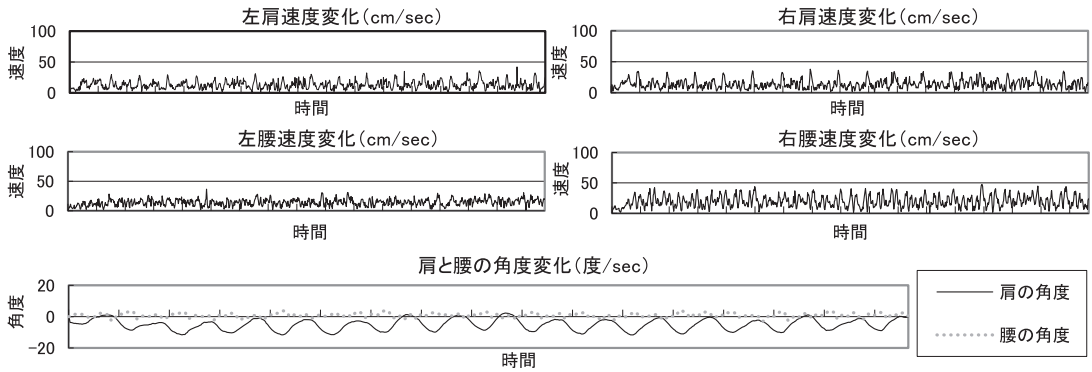 左肩速度変化(cm/sec)
100
50
0
速度
時間
右肩速度変化(cm/sec)
100
50
0
速度
時間
左腰速度変化(cm/sec)
100
50
0
速度
時間
右腰速度変化(cm/sec)
100
50
0
速度
時間
肩と腰の角度変化(度/sec)
20
0
-20
角度
時間
肩の角度
腰の角度